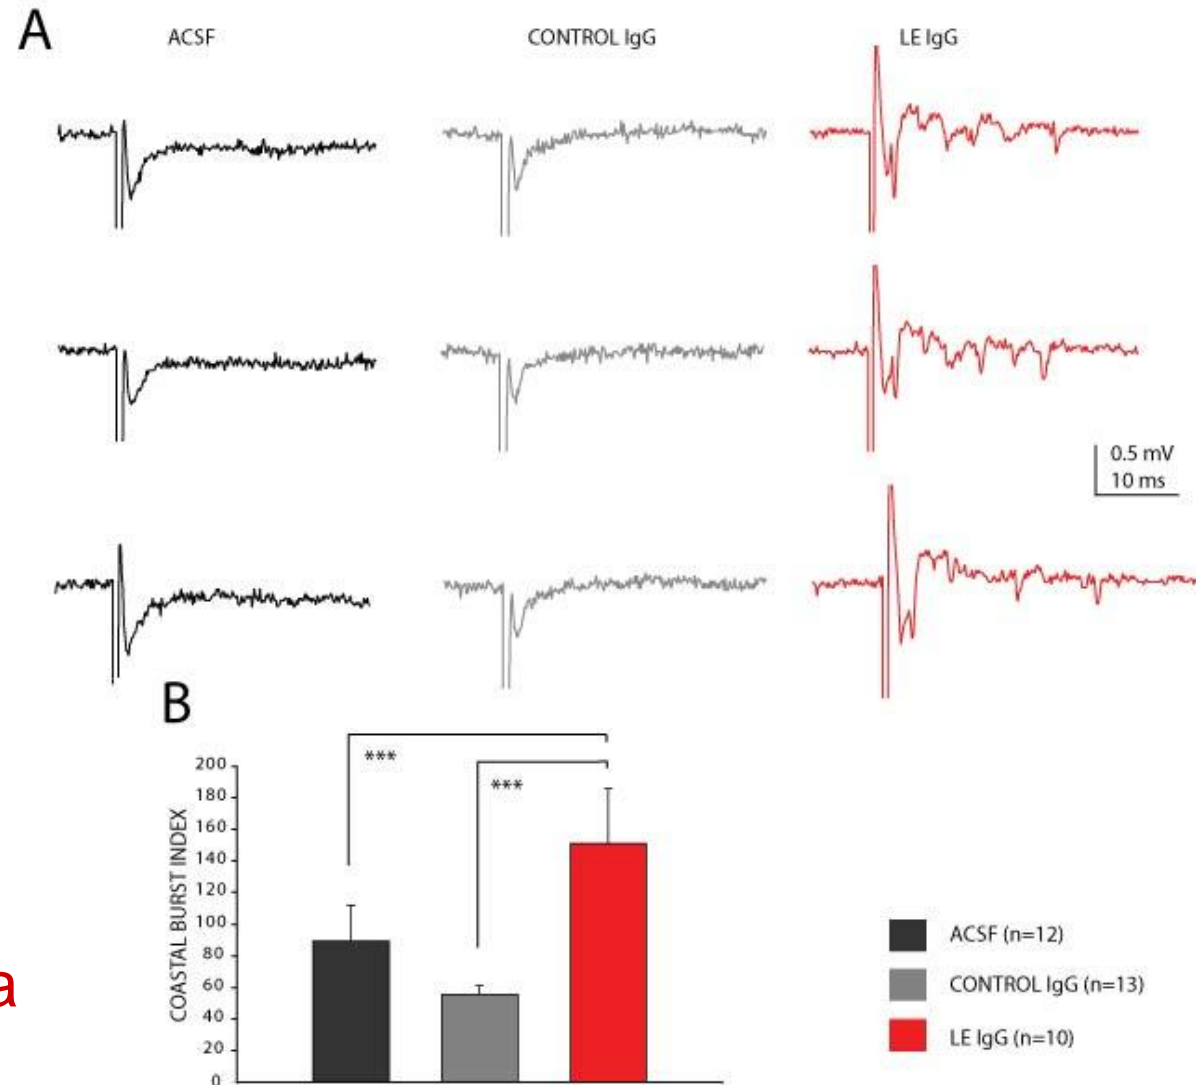 A
ACSF
CONTROL IgG
LE IgG
0.5 mV
10 ms
B
***
***
200
180
160
140
120
100
80
60
40
20
0
COASTAL BURST INDEX
a
ACSF (n=12)
CONTROL IgG (n=13)
LE IgG (n=10)